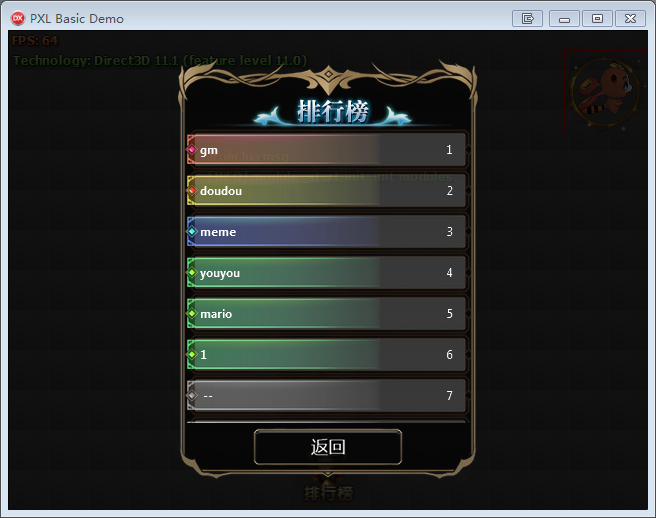 PXL Basic Demo
FPS: 64
Technology: Direct3D 11.1 (feature level 11.0)
排行榜
gm 1
doudou 2
meme 3
youyou 4
mario 5
1 6
-- 7
返回
排行榜